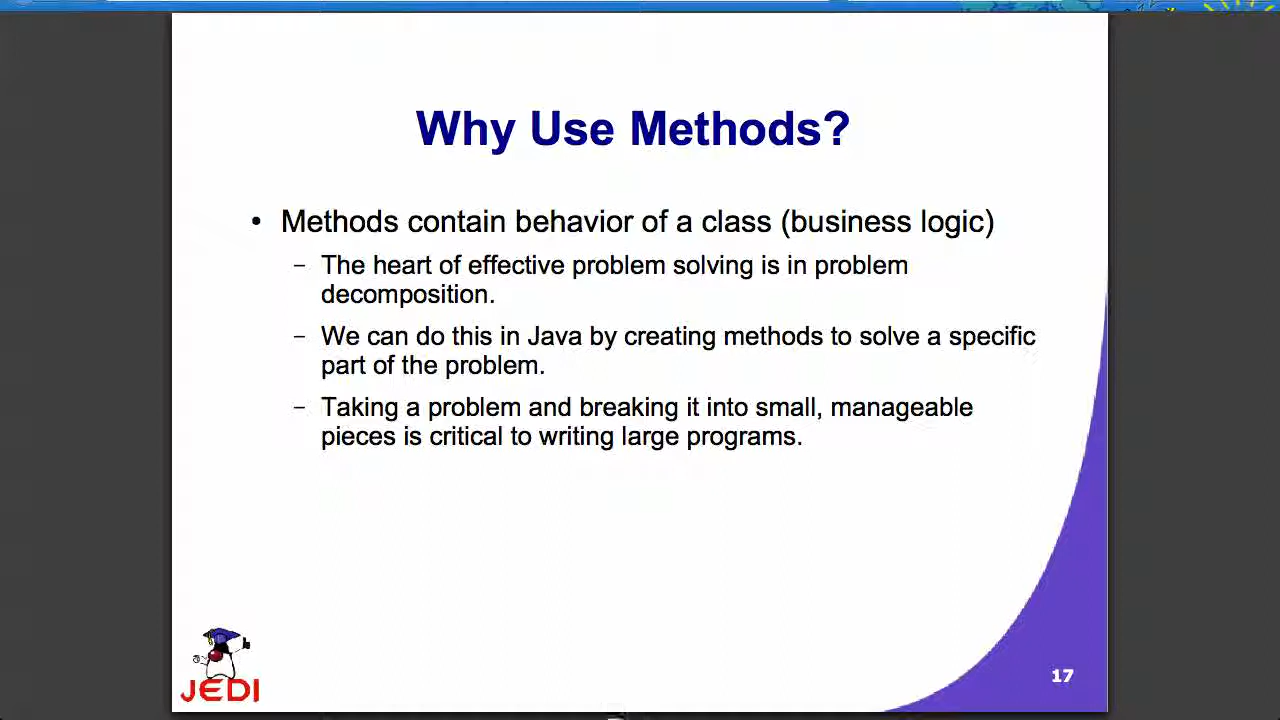 Why Use Methods?
• Methods contain behavior of a class (business logic)
– The heart of effective problem solving is in problem
decomposition.
– We can do this in Java by creating methods to solve a specific
part of the problem.
– Taking a problem and breaking it into small, manageable
pieces is critical to writing large programs.
JEDI
17